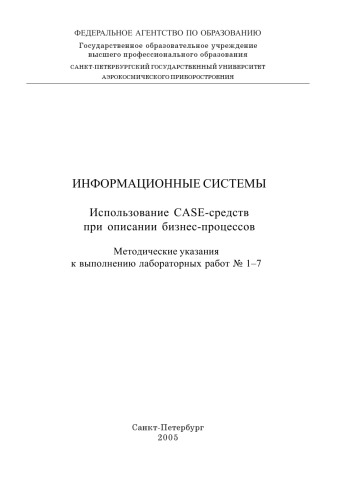 ФЕДЕРАЛЬНОЕ АГЕНТСТВО ПО ОБРАЗОВАНИЮ
Государственное образовательное учреждение
высшего профессионального образования
САНКТ-ПЕТЕРБУРГСКИЙ ГОСУДАРСТВЕННЫЙ УНИВЕРСИТЕТ
АЭРОКОСМИЧЕСКОГО ПРИБОРОСТРОЕНИЯ
ИНФОРМАЦИОННЫЕ СИСТЕМЫ
Использование CASE-средств
при описании бизнес-процессов
Методические указания
к выполнению лабораторных работ № 1–7
Санкт-Петербург
2005